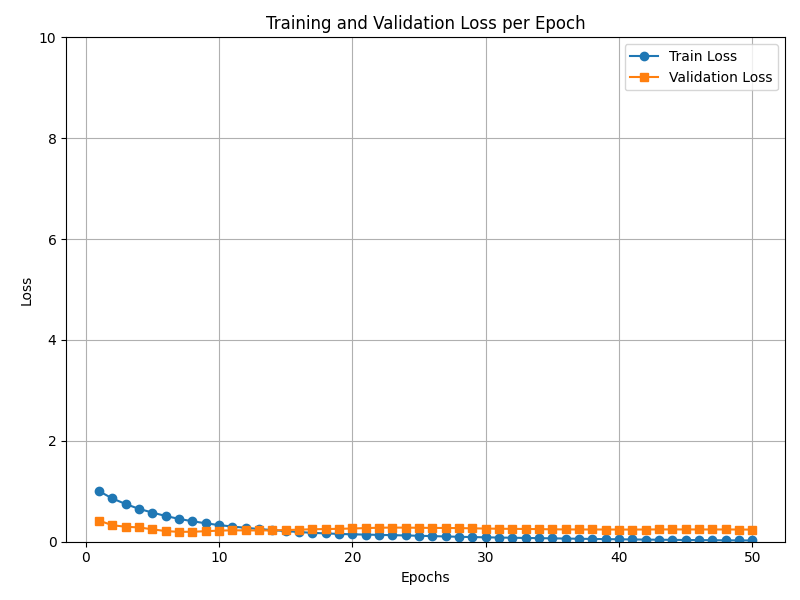 Training and Validation Loss per Epoch
10
8
6
4
2
0
Loss
Train Loss
Validation Loss
0 10 20 30 40 50
Epochs